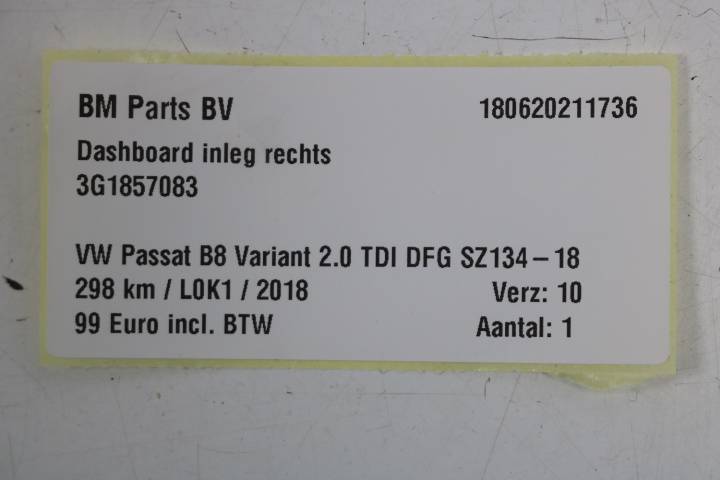 BM Parts BV 180620211736
Dashboard inleg rechts
3G1857083
VW Passat B8 Variant 2.0 TDI DFG SZ134-18
298 km / L0K1 / 2018 Verz: 10
99 Euro incl. BTW Aantal: 1